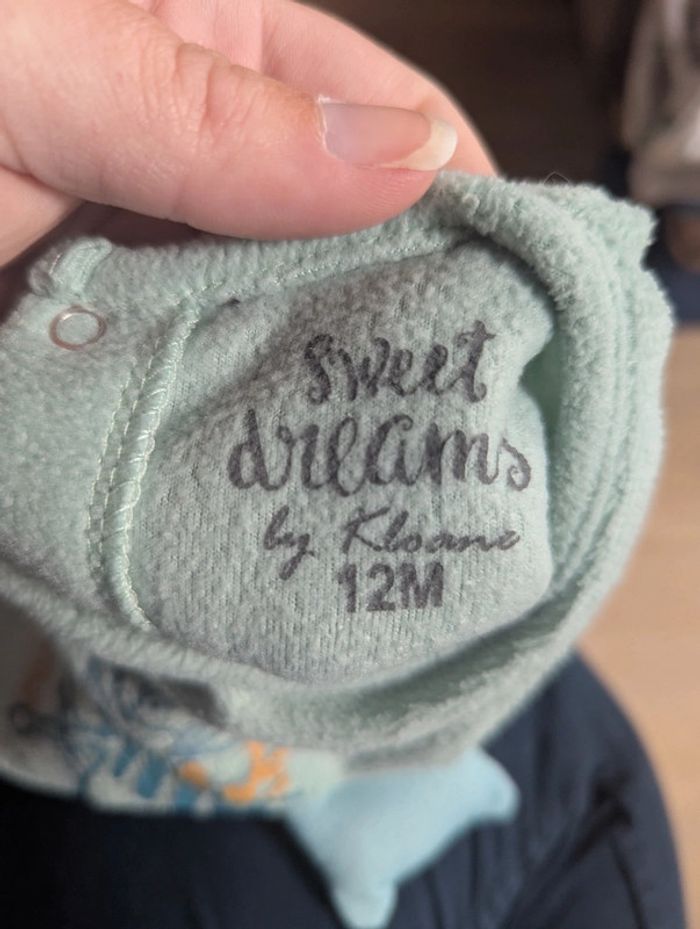 sweet
dreams
by Kloane
12M